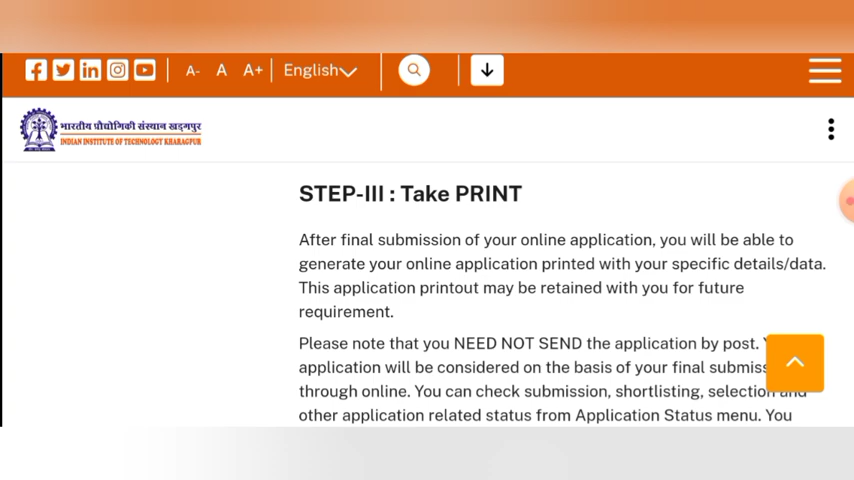 A- A A+ English
भारतीय प्रौद्योगिकी संस्थान खड़गपुर
INDIAN INSTITUTE OF TECHNOLOGY KHARAGPUR
STEP-III : Take PRINT
After final submission of your online application, you will be able to
generate your online application printed with your specific details/data.
This application printout may be retained with you for future
requirement.
Please note that you NEED NOT SEND the application by post.
application will be considered on the basis of your final
through online. You can check submission, shortlisting, selection and
other application related status from Application Status menu. You